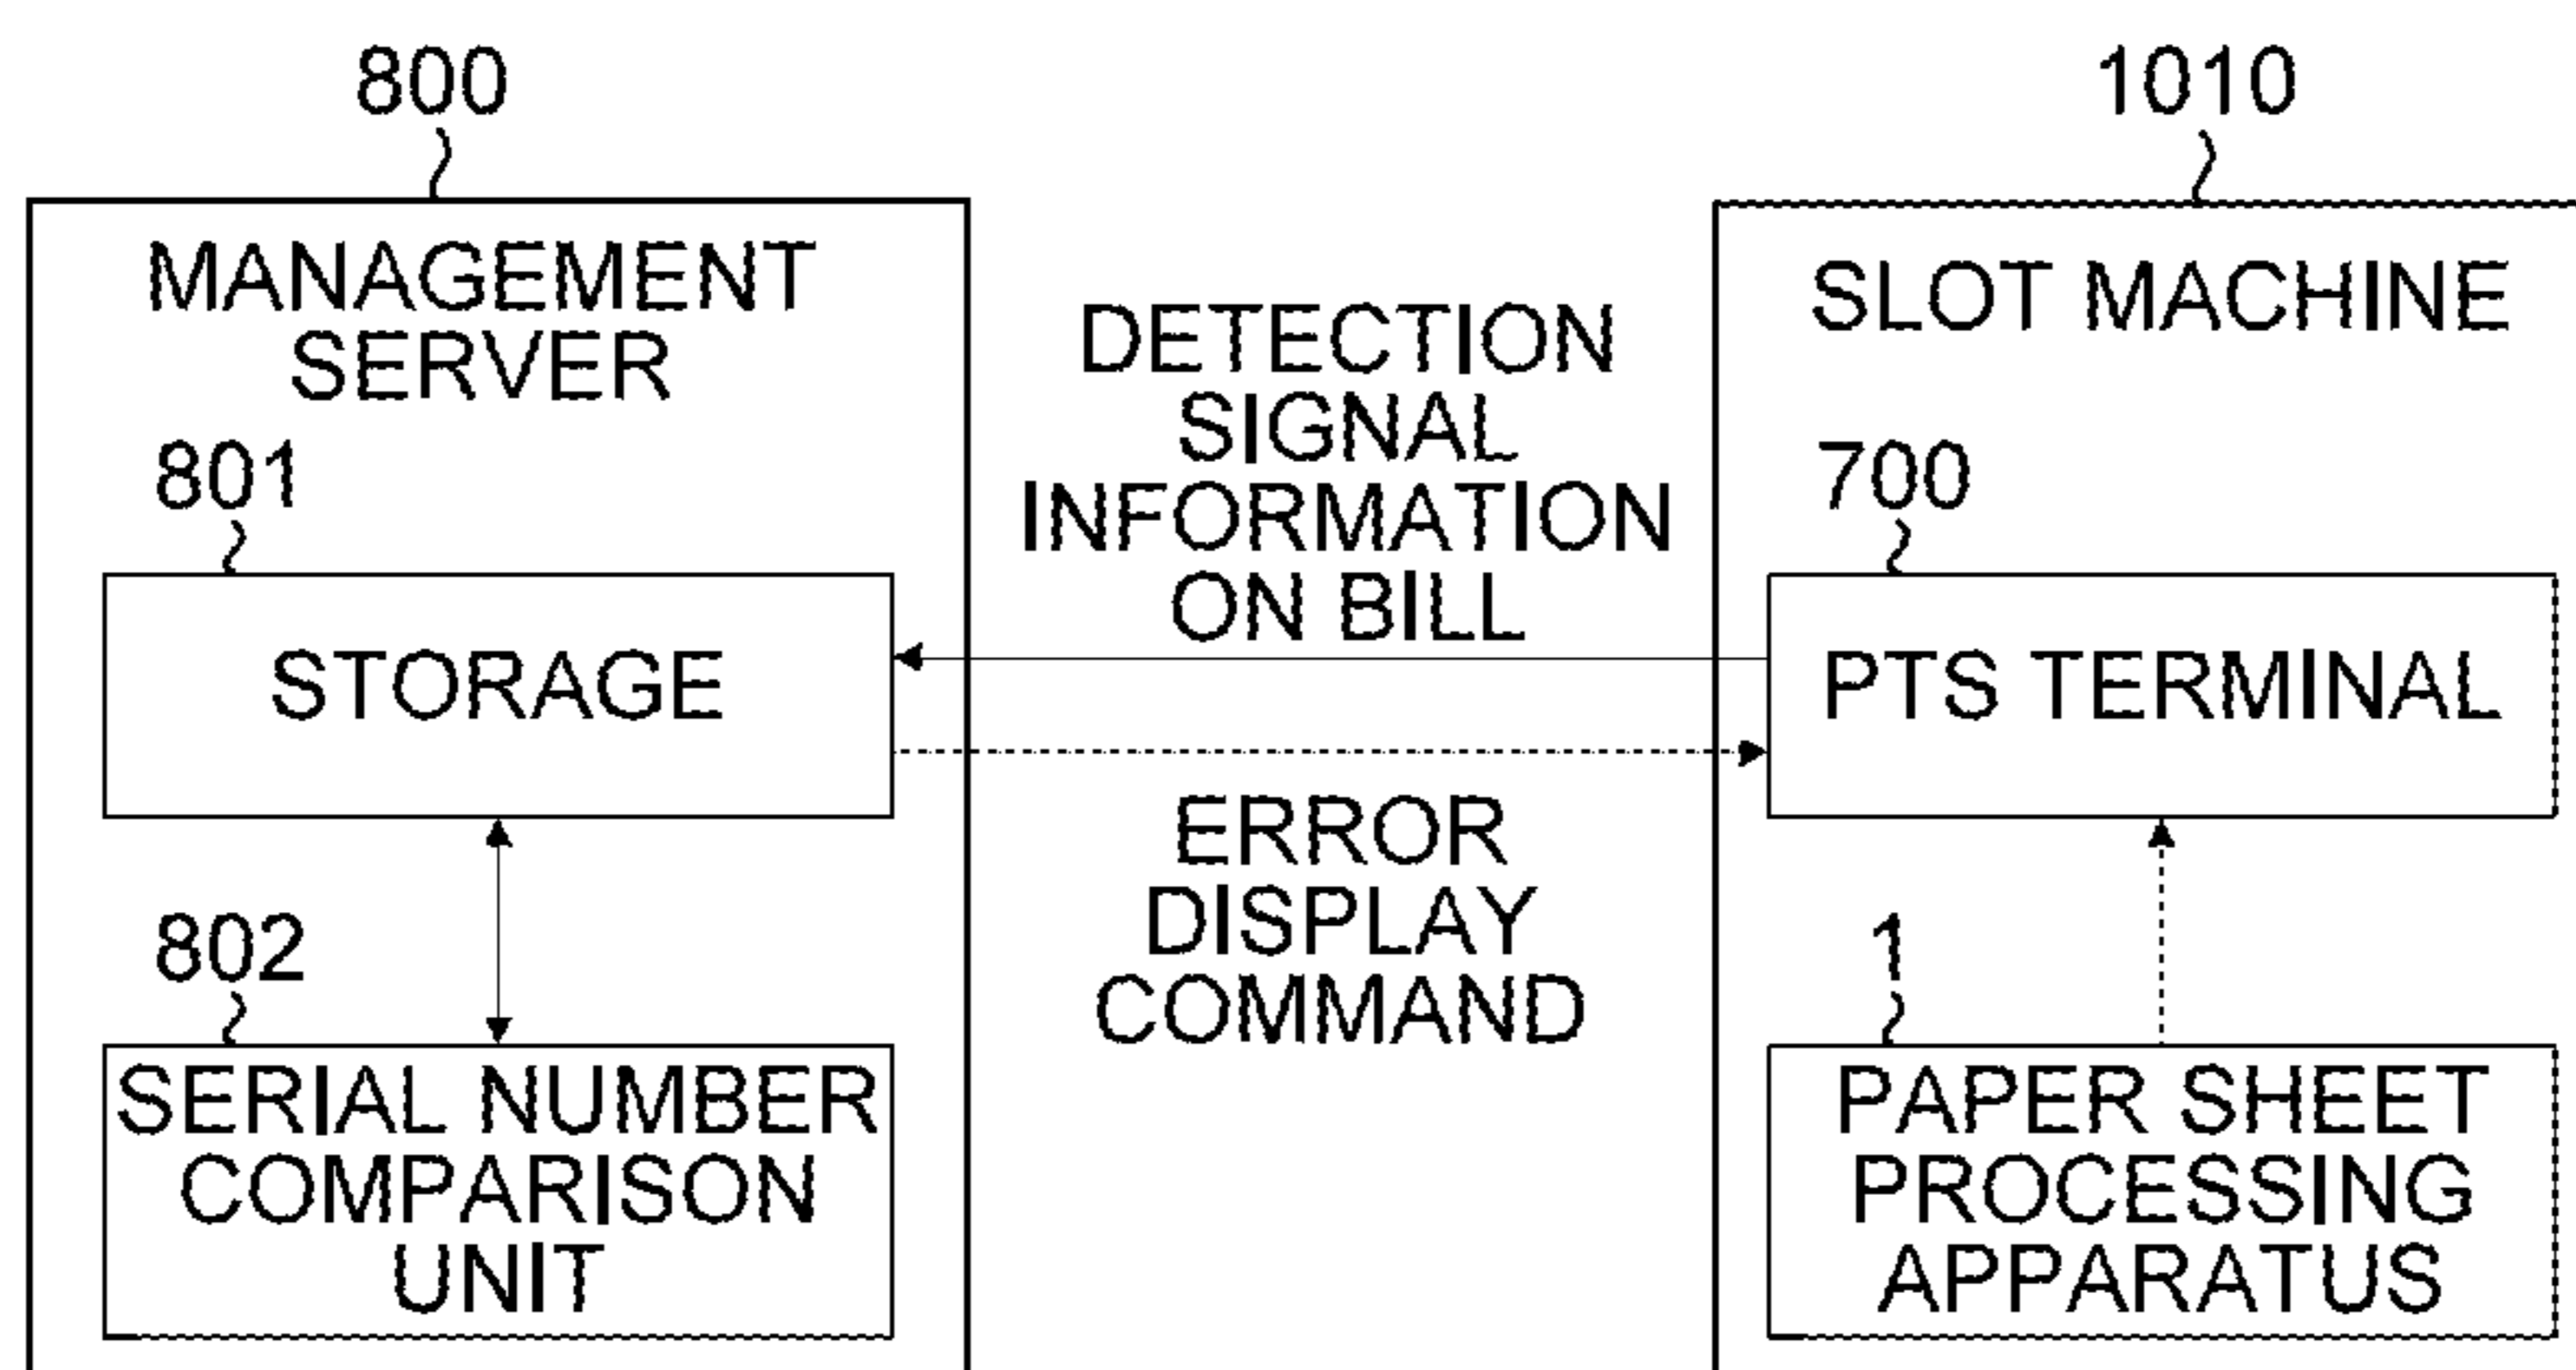 800
MANAGEMENT
SERVER
801
STORAGE
802
SERIAL NUMBER
COMPARISON
UNIT
DETECTION
SIGNAL
INFORMATION
ON BILL
ERROR
DISPLAY
COMMAND
1010
SLOT MACHINE
700
PTS TERMINAL
1
PAPER SHEET
PROCESSING
APPARATUS